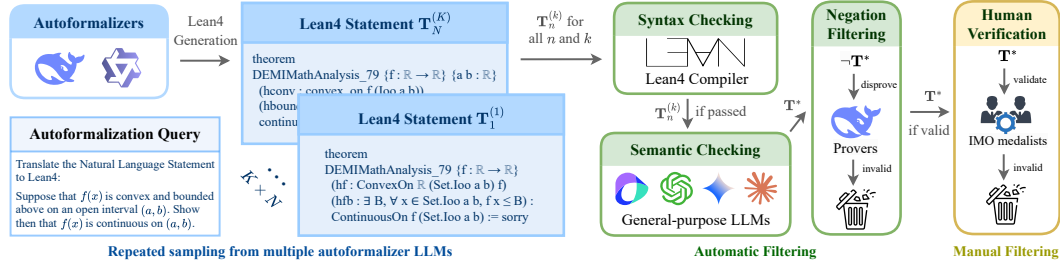 Autoformalizers
Lean4
Generation
Autoformalization Query
Translate the Natural Language Statement
to Lean4:
Suppose that f(x) is convex and bounded
above on an open interval (a, b). Show
then that f(x) is continuous on (a, b).
Lean4 Statement T_N^{(K)}
theorem
DEMIMathAnalysis_79 {f : ℝ → ℝ} {a b : ℝ}
(hconv : convex_on f (Ioo a b))
(hboun
continuou
Lean4 Statement T_1^{(1)}
theorem
DEMIMathAnalysis_79 {f : ℝ → ℝ}
(hf : ConvexOn ℝ (Set.Ioo a b) f)
(hfb : ∃ B, ∀ x ∈ Set.Ioo a b, f x ≤ B) :
ContinuousOn f (Set.Ioo a b) := sorry
K × N
Repeated sampling from multiple autoformalizer LLMs
T_n^{(k)} for
all n and k
Syntax Checking
LEAN
Lean4 Compiler
T_n^{(k)} if passed
Semantic Checking
General-purpose LLMs
T*
Negation
Filtering
¬T*
disprove
Provers
invalid
Automatic Filtering
T*
if valid
Human
Verification
T*
validate
IMO medalists
invalid
Manual Filtering